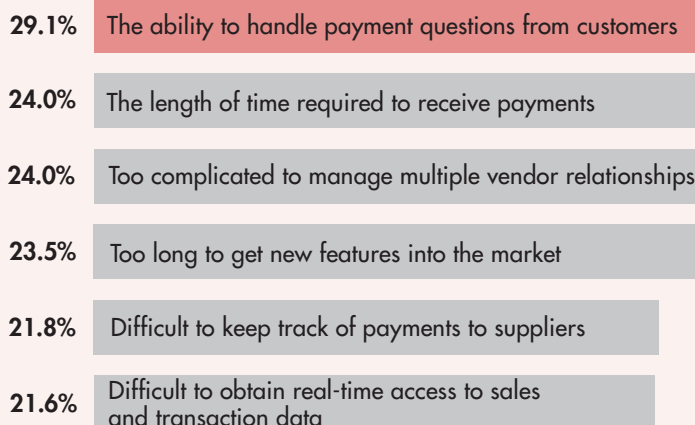 29.1% The ability to handle payment questions from customers
24.0% The length of time required to receive payments
24.0% Too complicated to manage multiple vendor relationships
23.5% Too long to get new features into the market
21.8% Difficult to keep track of payments to suppliers
21.6% Difficult to obtain real-time access to sales
and transaction data